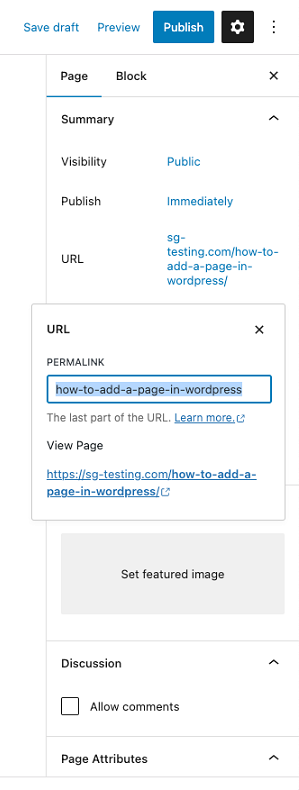 Save draft Preview Publish
Page Block
Summary
Visibility Public
Publish Immediately
URL sg-
testing.com/how-to-
add-a-page-in-
wordpress/
URL
PERMALINK
how-to-add-a-page-in-wordpress
The last part of the URL. Learn more.
View Page
https://sg-testing.com/how-to-add-a-
page-in-wordpress/
Set featured image
Discussion
Allow comments
Page Attributes